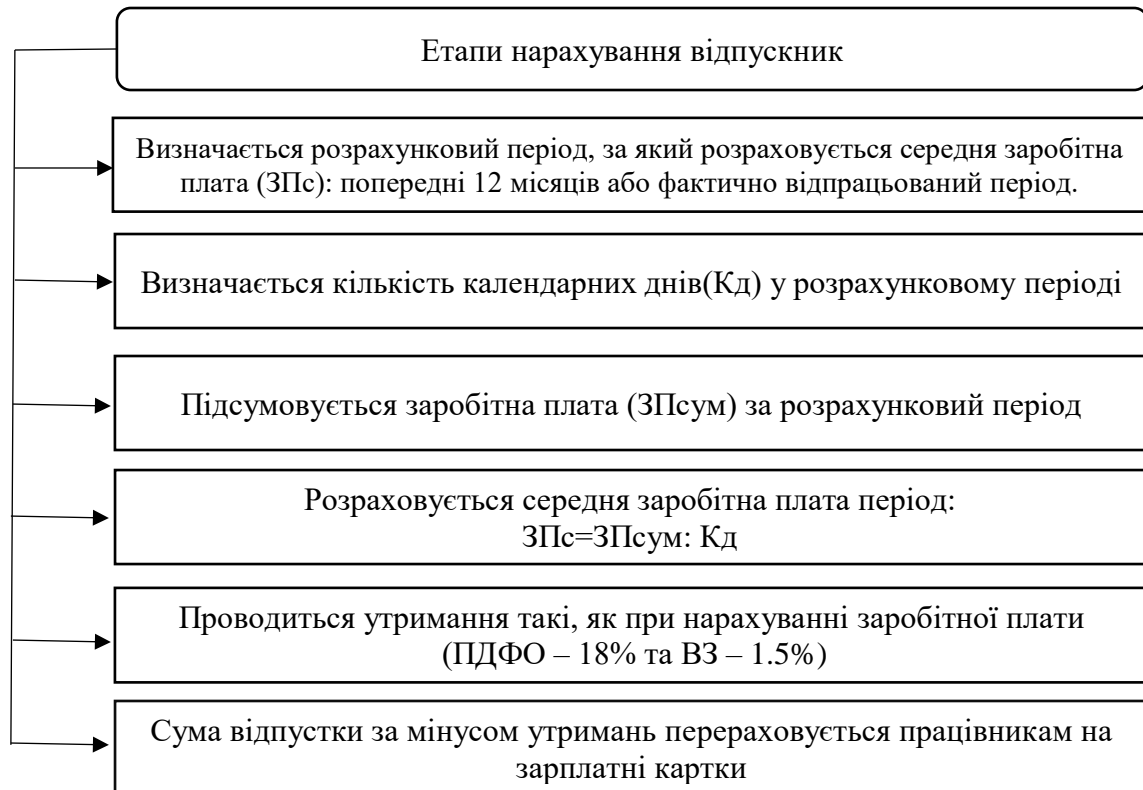 Етапи нарахування відпускник
Визначається розрахунковий період, за який розраховується середня заробітна
плата (ЗПс): попередні 12 місяців або фактично відпрацьований період.
Визначається кількість календарних днів(Кд) у розрахунковому періоді
Підсумовується заробітна плата (ЗПсум) за розрахунковий період
Розраховується середня заробітна плата період:
ЗПс=ЗПсум: Кд
Проводиться утримання такі, як при нарахуванні заробітної плати
(ПДФО – 18% та ВЗ – 1.5%)
Сума відпустки за мінусом утримань перераховується працівникам на
зарплатні картки